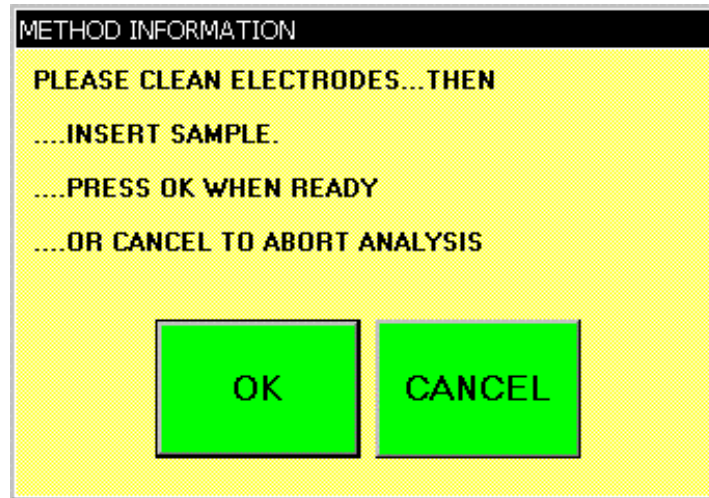 METHOD INFORMATION
PLEASE CLEAN ELECTRODES...THEN
....INSERT SAMPLE.
....PRESS OK WHEN READY
....OR CANCEL TO ABORT ANALYSIS
OK CANCEL